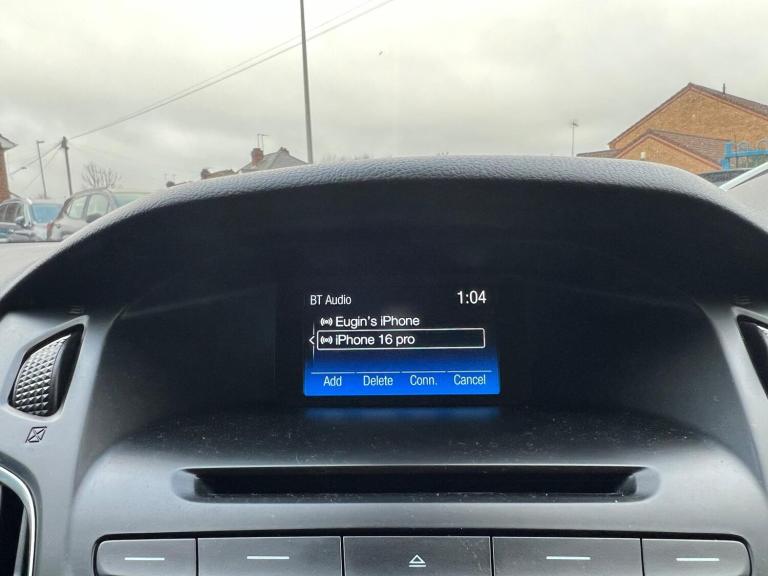 BT Audio 1:04
Eugin's iPhone
iPhone 16 pro
Add Delete Conn. Cancel